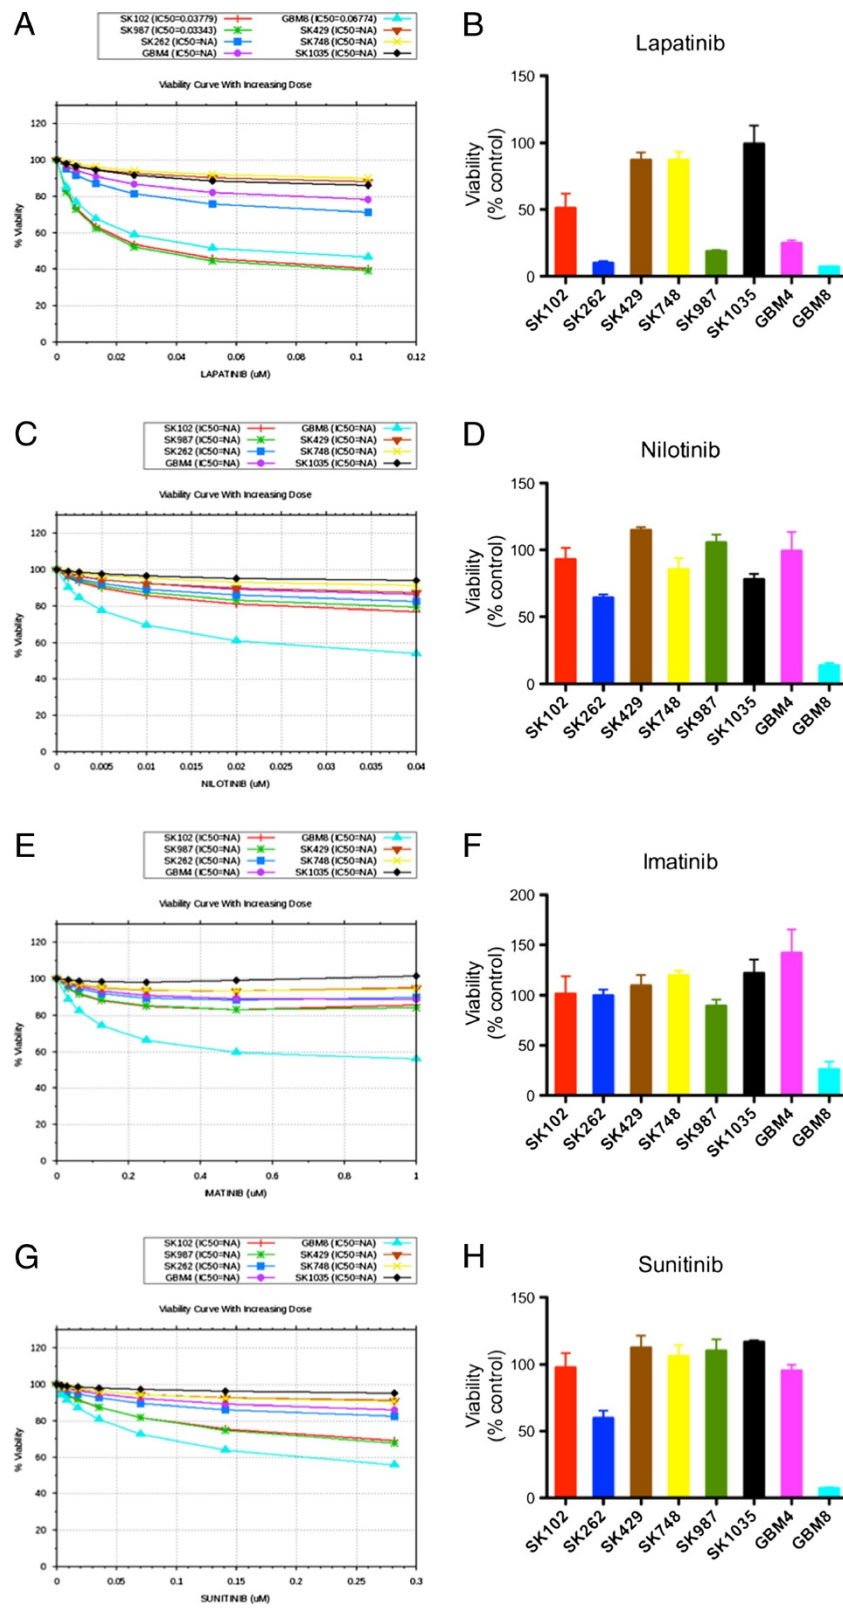 A
SK102 (IC50=0.03779)
GBM8 (IC50=0.06774)
SK987 (IC50=0.03343)
SK429 (IC50=NA)
SK262 (IC50=NA)
SK748 (IC50=NA)
GBM4 (IC50=NA)
SK1035 (IC50=NA)
Viability Curve With Increasing Dose
% Viability
120
100
80
60
40
20
0
0 0.02 0.04 0.06 0.08 0.1 0.12
LAPATINIB (uM)
B
Lapatinib
Viability
(% control)
150
100
50
0
SK102 SK262 SK429 SK748 SK987 SK1035 GBM4 GBM8
C
SK102 (IC50=NA)
GBM8 (IC50=NA)
SK987 (IC50=NA)
SK429 (IC50=NA)
SK262 (IC50=NA)
SK748 (IC50=NA)
GBM4 (IC50=NA)
SK1035 (IC50=NA)
Viability Curve With Increasing Dose
% Viability
120
100
80
60
40
20
0
0 0.005 0.01 0.015 0.02 0.025 0.03 0.035 0.04
NILOTINIB (uM)
D
Nilotinib
Viability
(% control)
150
100
50
0
SK102 SK262 SK429 SK748 SK987 SK1035 GBM4 GBM8
E
SK102 (IC50=NA)
GBM8 (IC50=NA)
SK987 (IC50=NA)
SK429 (IC50=NA)
SK262 (IC50=NA)
SK748 (IC50=NA)
GBM4 (IC50=NA)
SK1035 (IC50=NA)
Viability Curve With Increasing Dose
% Viability
120
100
80
60
40
20
0
0 0.2 0.4 0.6 0.8 1
IMATINIB (uM)
F
Imatinib
Viability
(% control)
200
150
100
50
0
SK102 SK262 SK429 SK748 SK987 SK1035 GBM4 GBM8
G
SK102 (IC50=NA)
GBM8 (IC50=NA)
SK987 (IC50=NA)
SK429 (IC50=NA)
SK262 (IC50=NA)
SK748 (IC50=NA)
GBM4 (IC50=NA)
SK1035 (IC50=NA)
Viability Curve With Increasing Dose
% Viability
120
100
80
60
40
20
0
0 0.05 0.1 0.15 0.2 0.25 0.3
SUNITINIB (uM)
H
Sunitinib
Viability
(% control)
150
100
50
0
SK102 SK262 SK429 SK748 SK987 SK1035 GBM4 GBM8